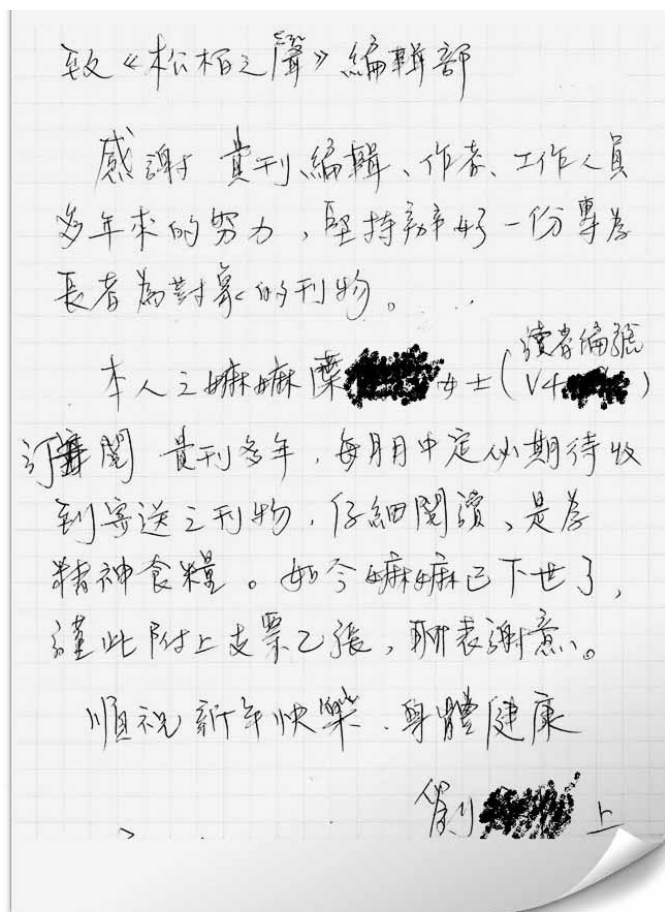 致《松柏之聲》編輯部
感謝 貴刊編輯、作者、工作人員
多年來的努力，堅持辦好一份專為
長者為對象的刊物。
讀者編號
本人之嫲嫲陳 女士（V4 ）
訂閱 貴刊多年，每月月中定必期待收
到寄送之刊物，仔細閱讀，是為
精神食糧。如今嫲嫲已下世了，
謹此附上支票乙張，聊表謝意。
順祝新年快樂、身體健康
劉 上